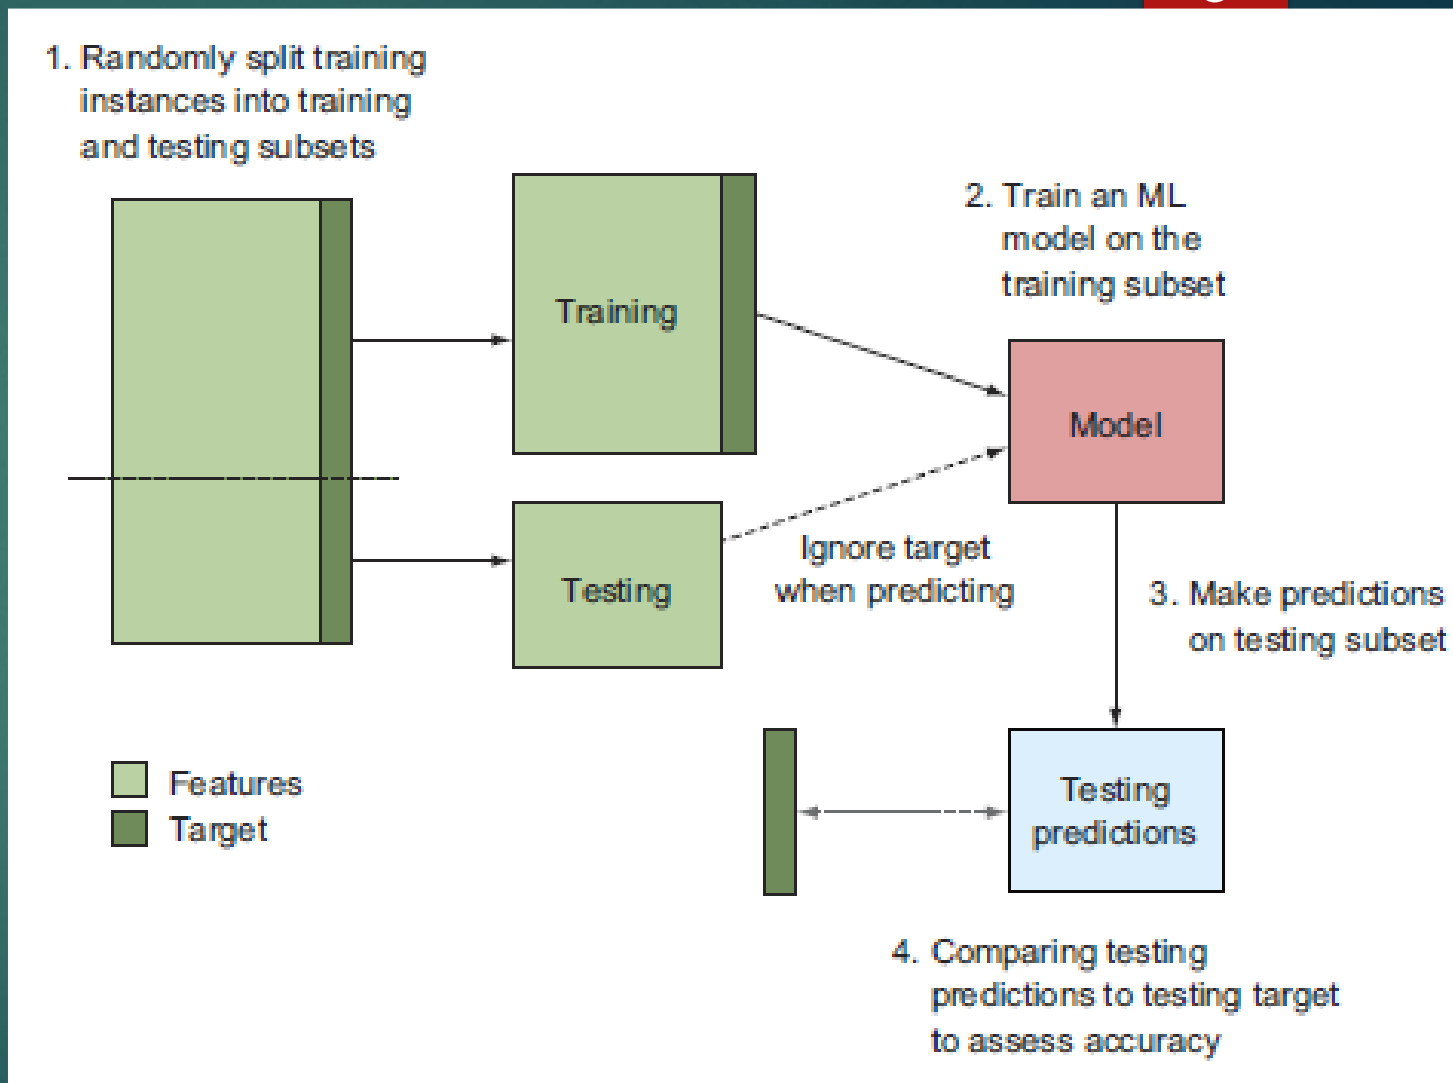 1. Randomly split training
instances into training
and testing subsets
Training
2. Train an ML
model on the
training subset
Model
Testing
Ignore target
when predicting
3. Make predictions
on testing subset
Features
Target
Testing
predictions
4. Comparing testing
predictions to testing target
to assess accuracy